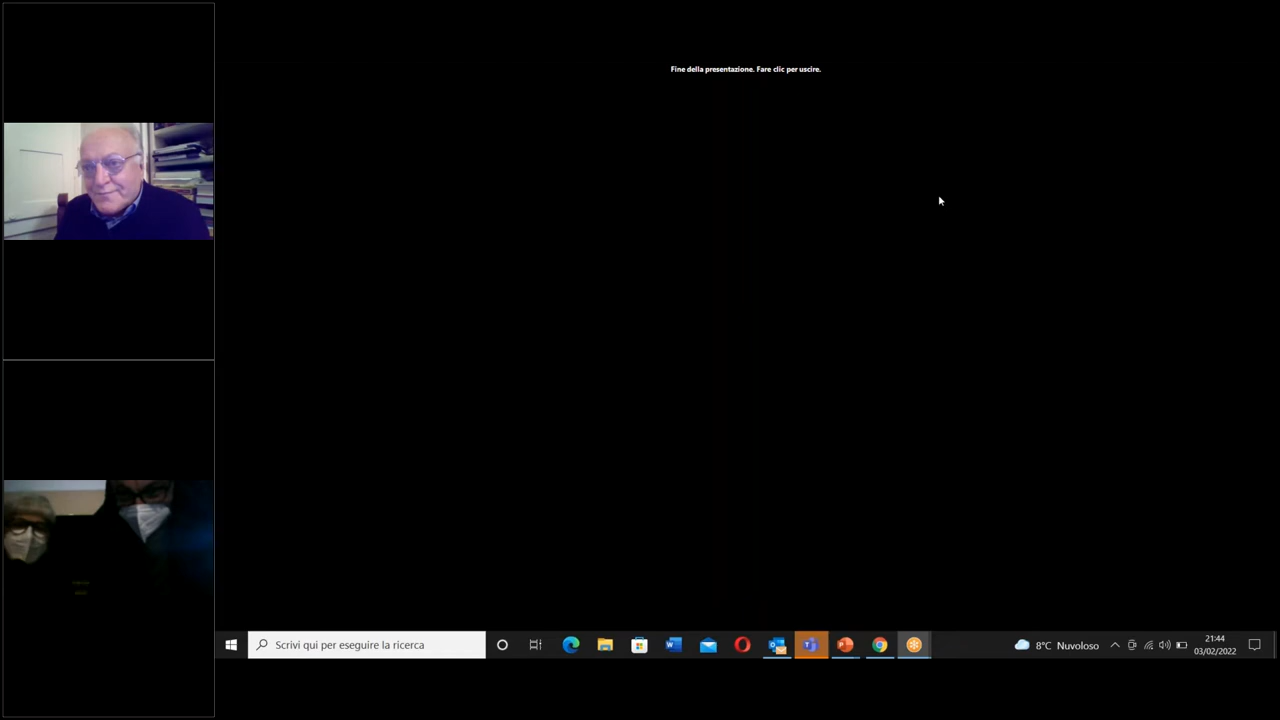 Fine della presentazione. Fare clic per uscire.
Scrivi qui per eseguire la ricerca
8°C Nuvoloso
21:44
03/02/2022